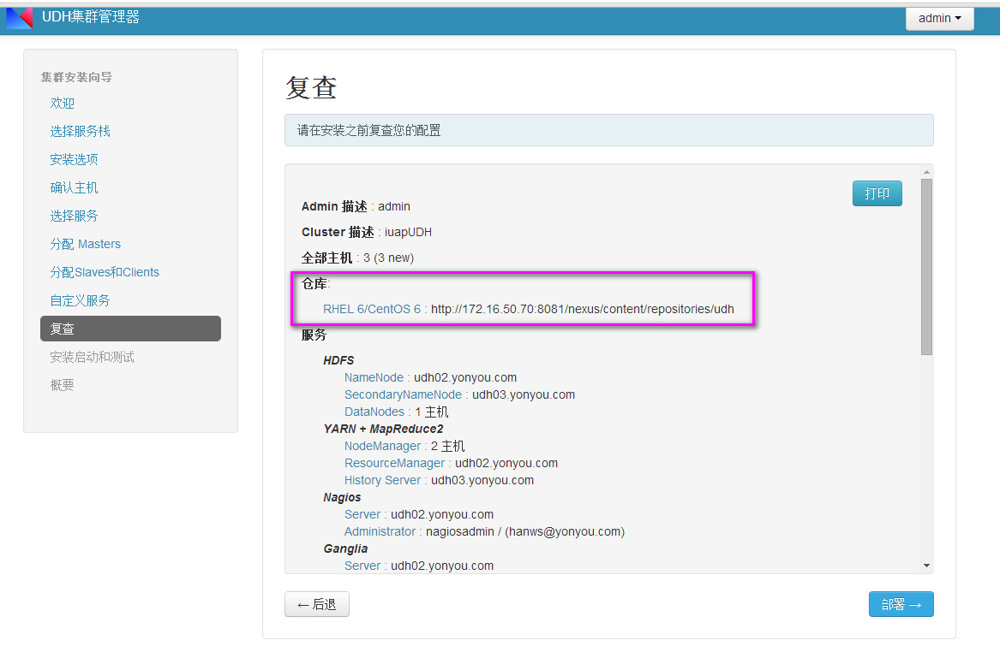 UDH集群管理器
admin
集群安装向导
欢迎
选择服务栈
安装选项
确认主机
选择服务
分配 Masters
分配Slaves和Clients
自定义服务
复查
安装启动和测试
概要
复查
请在安装之前复查您的配置
打印
Admin 描述 : admin
Cluster 描述 : iuapUDH
全部主机 : 3 (3 new)
仓库:
RHEL 6/CentOS 6 : http://172.16.50.70:8081/nexus/content/repositories/udh
服务
HDFS
NameNode : udh02.yonyou.com
SecondaryNameNode : udh03.yonyou.com
DataNodes : 1 主机
YARN + MapReduce2
NodeManager : 2 主机
ResourceManager : udh02.yonyou.com
History Server : udh03.yonyou.com
Nagios
Server : udh02.yonyou.com
Administrator : nagiosadmin / (hanws@yonyou.com)
Ganglia
Server : udh02.yonyou.com
← 后退
部署 →